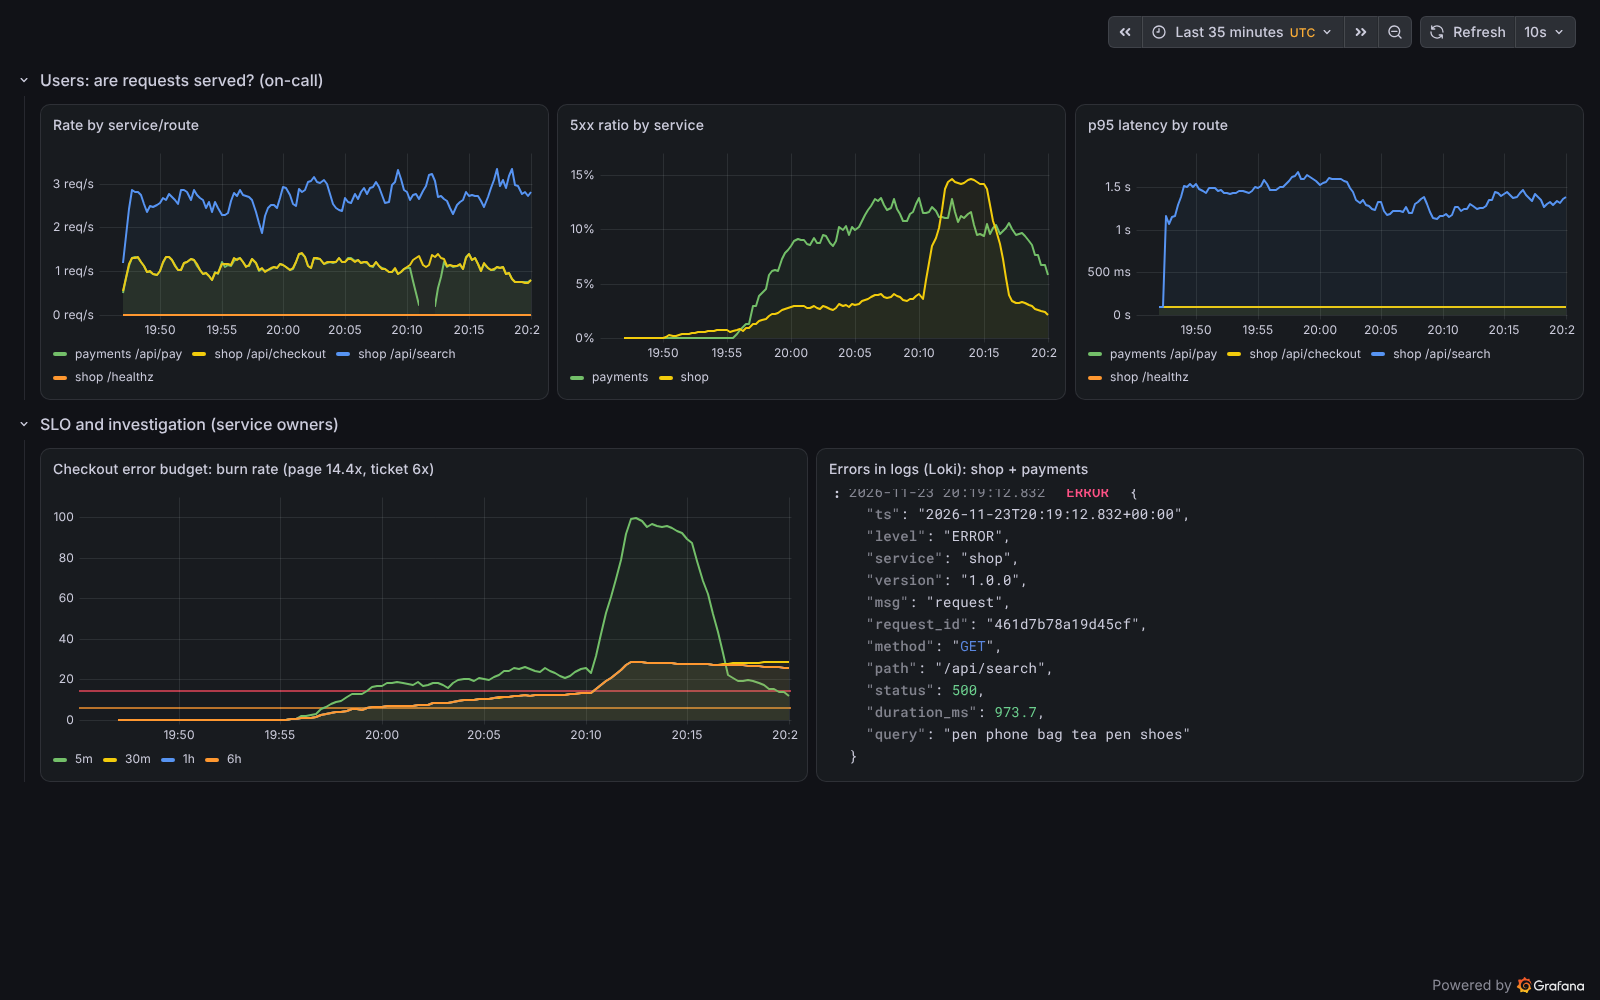 Last 35 minutes UTC
Refresh
10s
Users: are requests served? (on-call)
Rate by service/route
3 req/s
2 req/s
1 req/s
0 req/s
19:50 19:55 20:00 20:05 20:10 20:15 20:2
payments /api/pay shop /api/checkout shop /api/search
shop /healthz
5xx ratio by service
15%
10%
5%
0%
19:50 19:55 20:00 20:05 20:10 20:15 20:2
payments shop
p95 latency by route
1.5 s
1 s
500 ms
0 s
19:50 19:55 20:00 20:05 20:10 20:15 20:2
payments /api/pay shop /api/checkout shop /api/search
shop /healthz
SLO and investigation (service owners)
Checkout error budget: burn rate (page 14.4x, ticket 6x)
100
80
60
40
20
0
19:50 19:55 20:00 20:05 20:10 20:15 20:2
5m 30m 1h 6h
Errors in logs (Loki): shop + payments
: 2026-11-23 20:19:12.832 ERROR {
"ts": "2026-11-23T20:19:12.832+00:00",
"level": "ERROR",
"service": "shop",
"version": "1.0.0",
"msg": "request",
"request_id": "461d7b78a19d45cf",
"method": "GET",
"path": "/api/search",
"status": 500,
"duration_ms": 973.7,
"query": "pen phone bag tea pen shoes"
}
Powered by Grafana